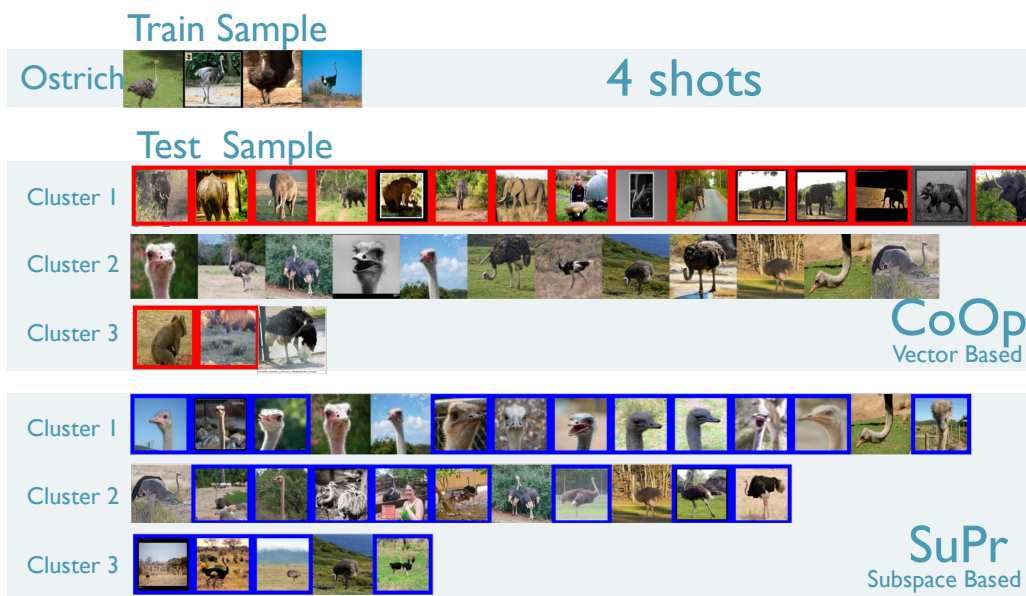 Train Sample
Ostrich
4 shots
Test Sample
Cluster 1
Cluster 2
Cluster 3
CoOp
Vector Based
Cluster 1
Cluster 2
Cluster 3
SuPr
Subspace Based